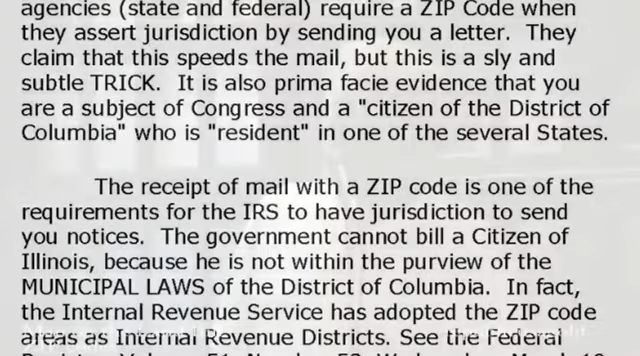 agencies (state and federal) require a ZIP Code when
they assert jurisdiction by sending you a letter. They
claim that this speeds the mail, but this is a sly and
subtle TRICK. It is also prima facie evidence that you
are a subject of Congress and a "citizen of the District of
Columbia" who is "resident" in one of the several States.
The receipt of mail with a ZIP code is one of the
requirements for the IRS to have jurisdiction to send
you notices. The government cannot bill a Citizen of
Illinois, because he is not within the purview of the
MUNICIPAL LAWS of the District of Columbia. In fact,
the Internal Revenue Service has adopted the ZIP code
areas as Internal Revenue Districts. See the Federal